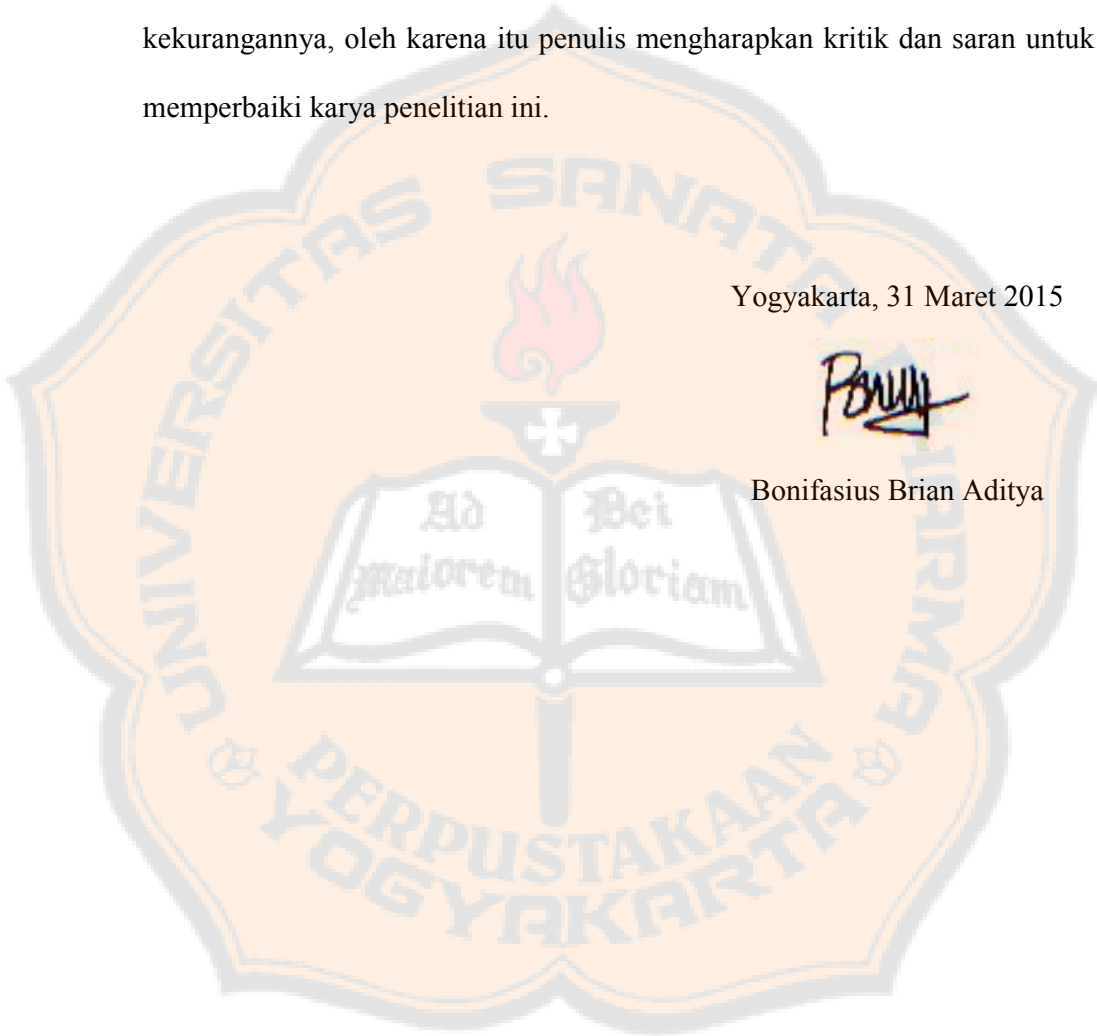 kekurangannya, oleh karena itu penulis mengharapkan kritik dan saran untuk
memperbaiki karya penelitian ini.
UNIVERSITAS SANATA DHARMA
Yogyakarta, 31 Maret 2015
Bonifasius Brian Aditya
Ad Dei
maiorem Gloriam
PERPUSTAKAAN
YOGYAKARTA